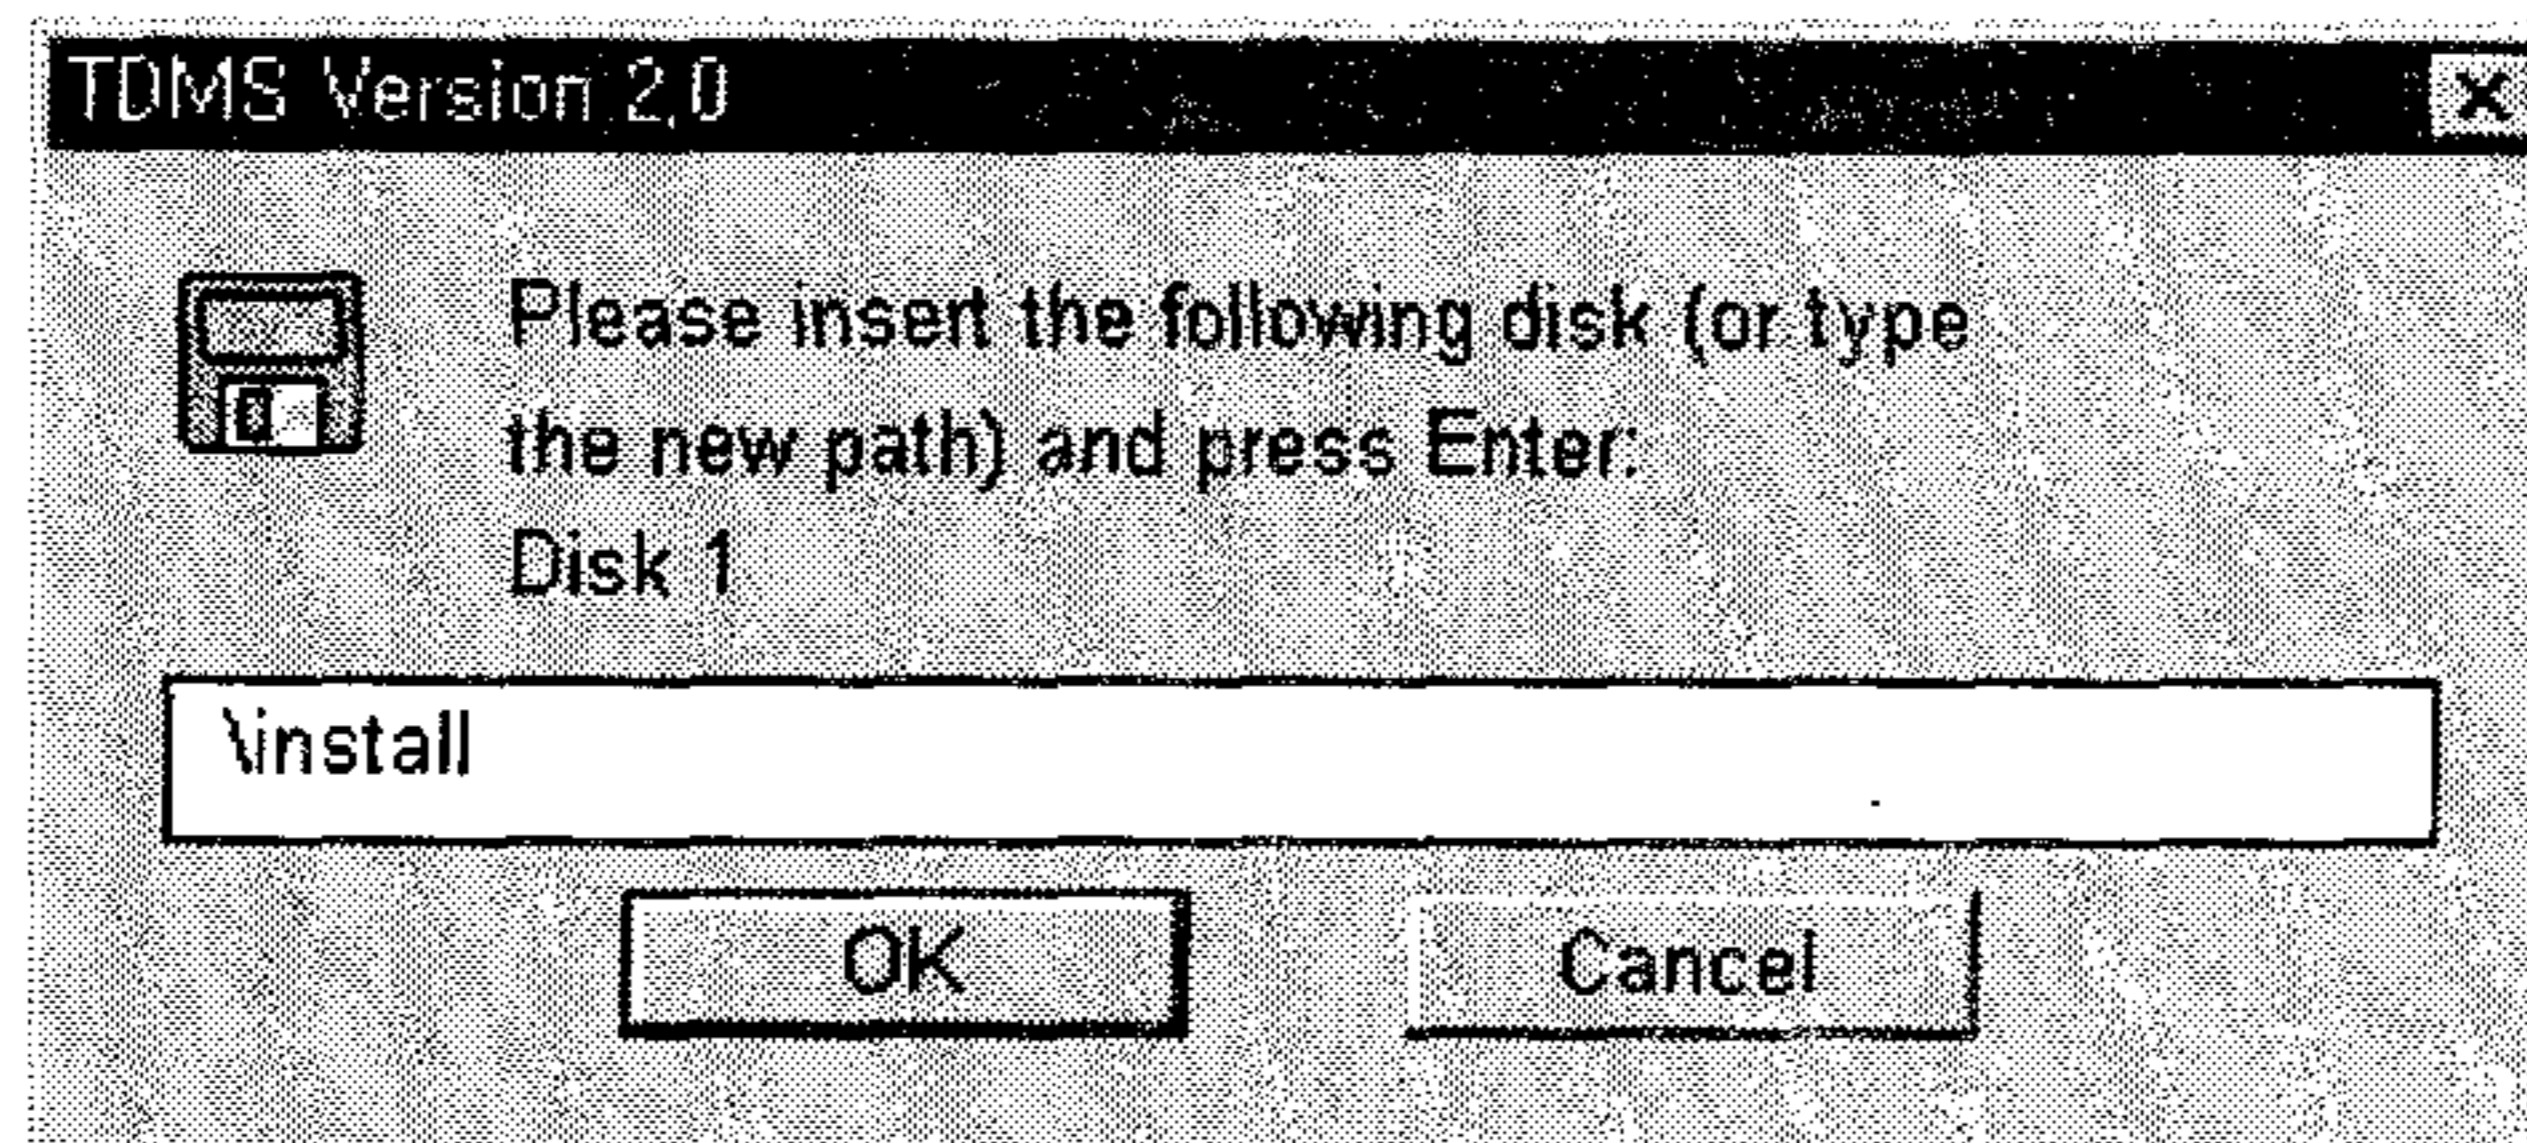 TDMS Version 2.0
Please insert the following disk (or type
the new path) and press Enter:
Disk 1
\install
OK
Cancel